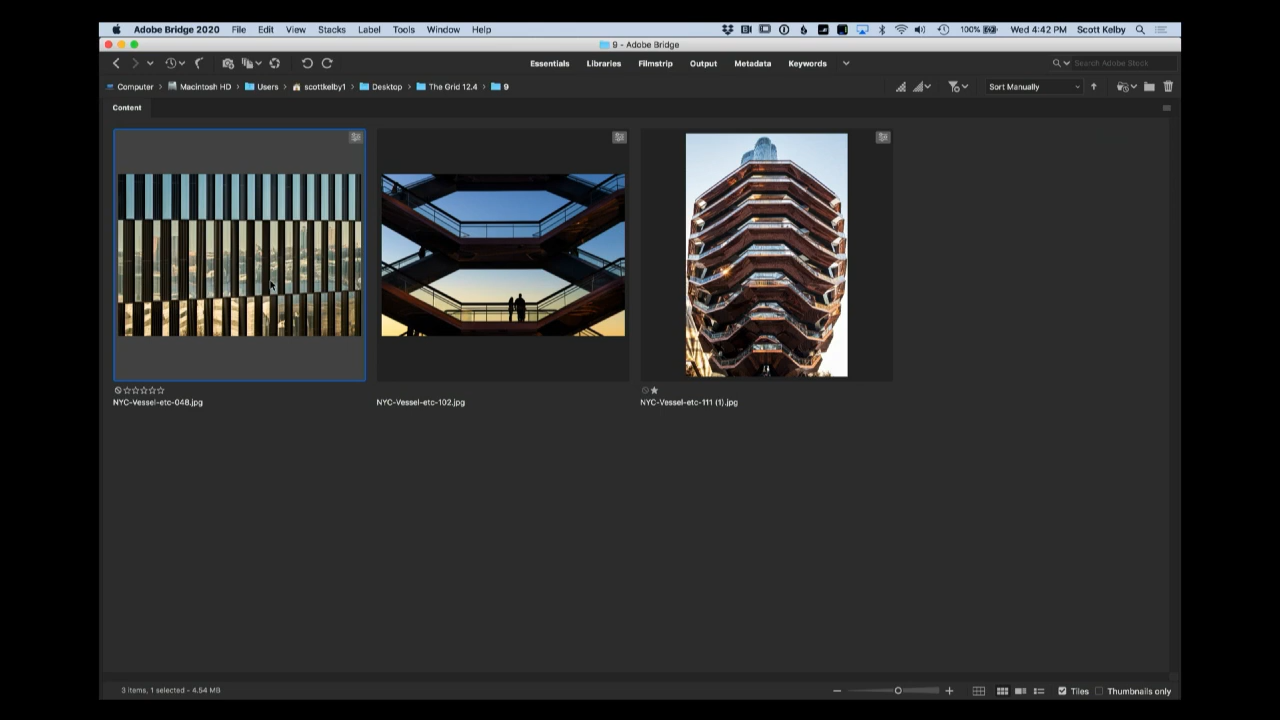 Adobe Bridge 2020 File Edit View Stacks Label Tools Window Help 100% Wed 4:42 PM Scott Kelby
9 - Adobe Bridge
Essentials Libraries Filmstrip Output Metadata Keywords Search Adobe Stock
Computer Macintosh HD Users scottkelby1 Desktop The Grid 12.4 9 Sort Manually
Content
NYC-Vessel-etc-048.jpg NYC-Vessel-etc-102.jpg NYC-Vessel-etc-111 (1).jpg
3 items, 1 selected - 4.54 MB Tiles Thumbnails only